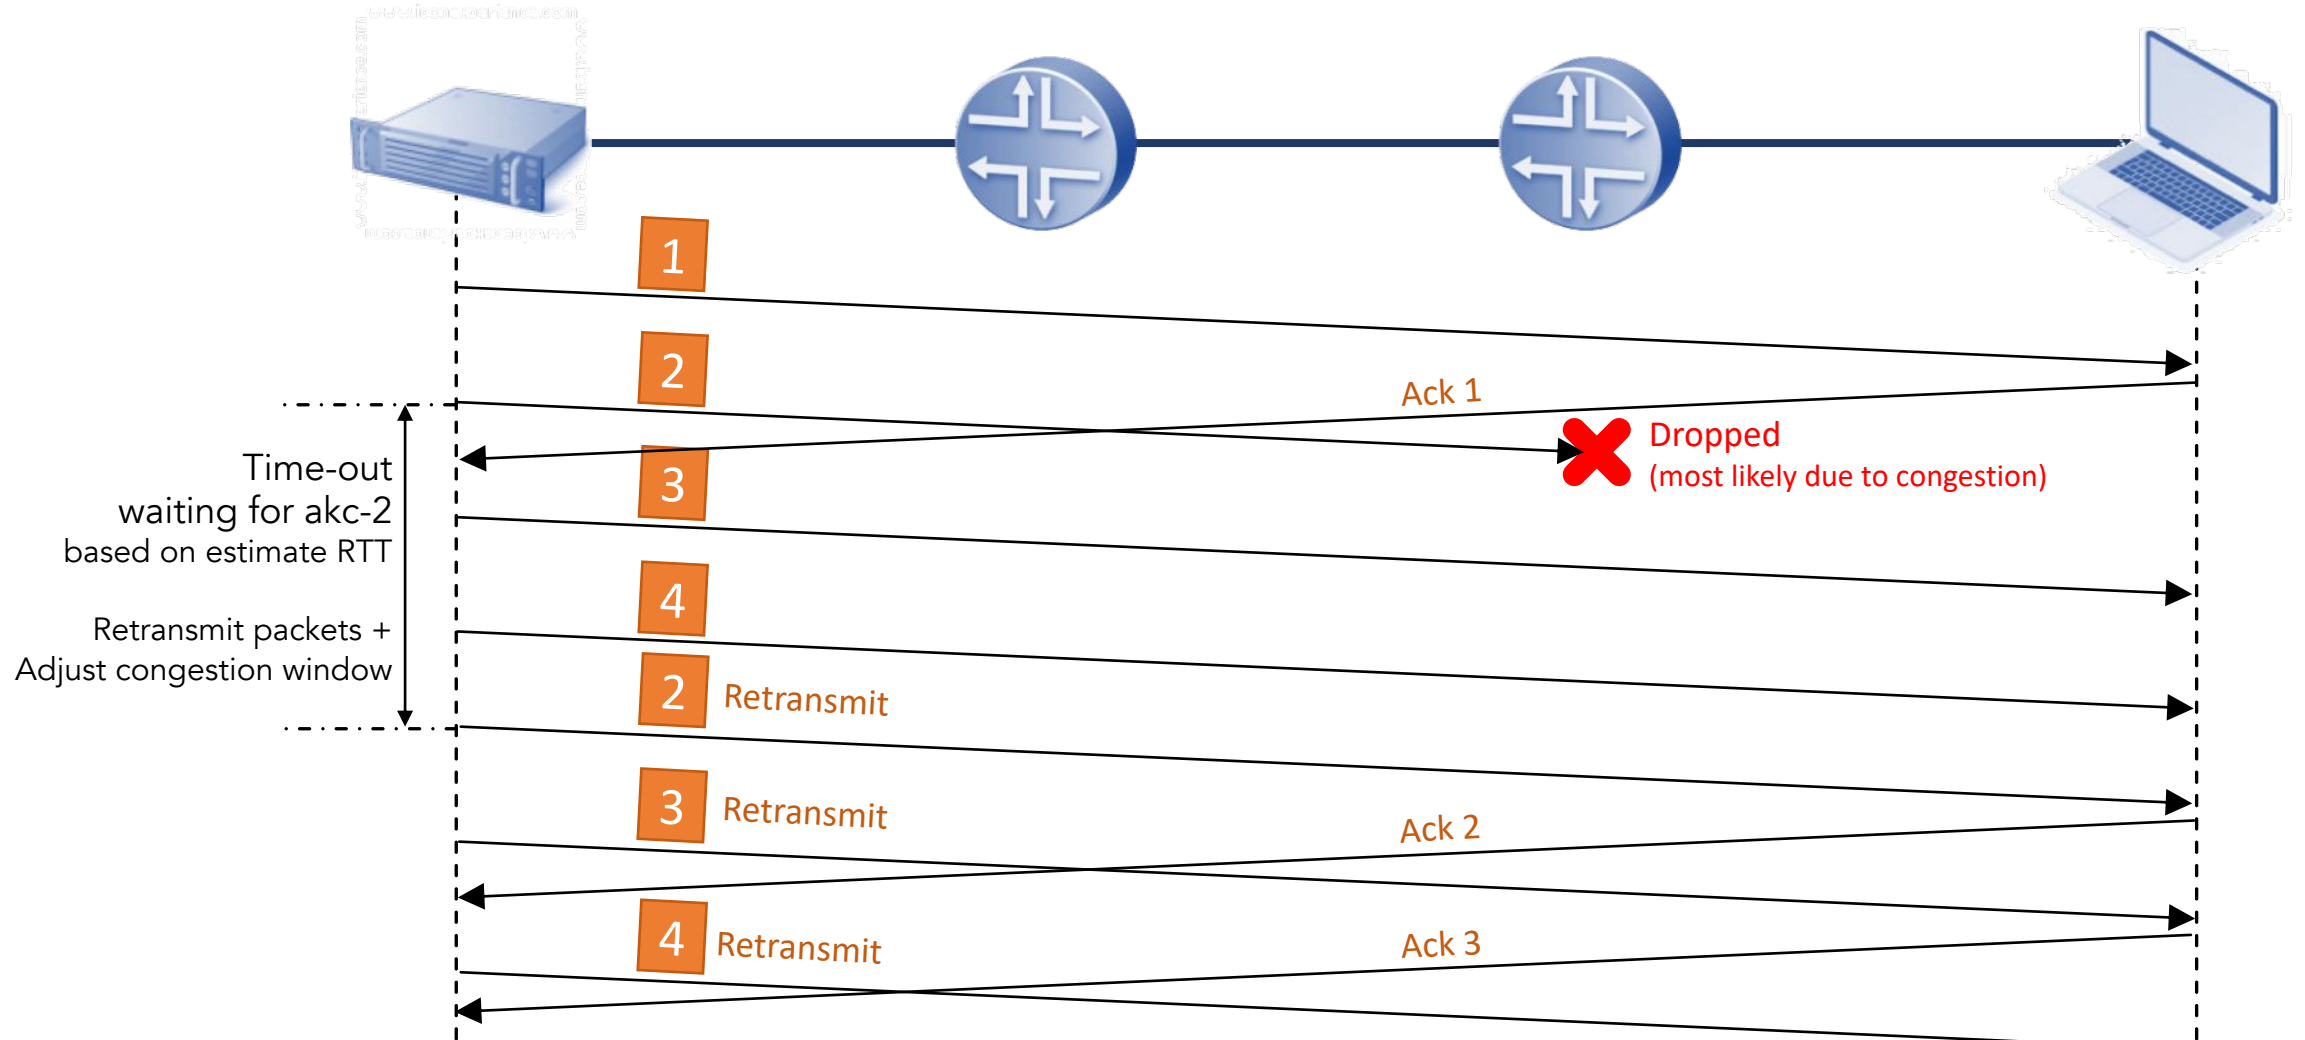 1
2
Ack 1
Dropped
(most likely due to congestion)
3
Time-out
waiting for akc-2
based on estimate RTT
4
Retransmit packets +
Adjust congestion window
2 Retransmit
3 Retransmit
Ack 2
4 Retransmit
Ack 3